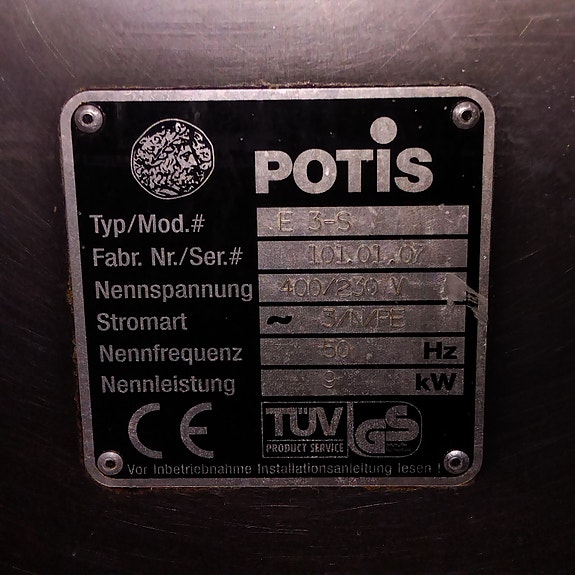 POTiS
Typ/Mod.# E 3-S
Fabr. Nr./Ser.# 101.01.07
Nennspannung 400/230 V
Stromart ~ 3/N/PE
Nennfrequenz 50 Hz
Nennleistung 9 kW
CE TÜV GS
PRODUCT SERVICE
Vor Inbetriebnahme Installationsanleitung lesen !